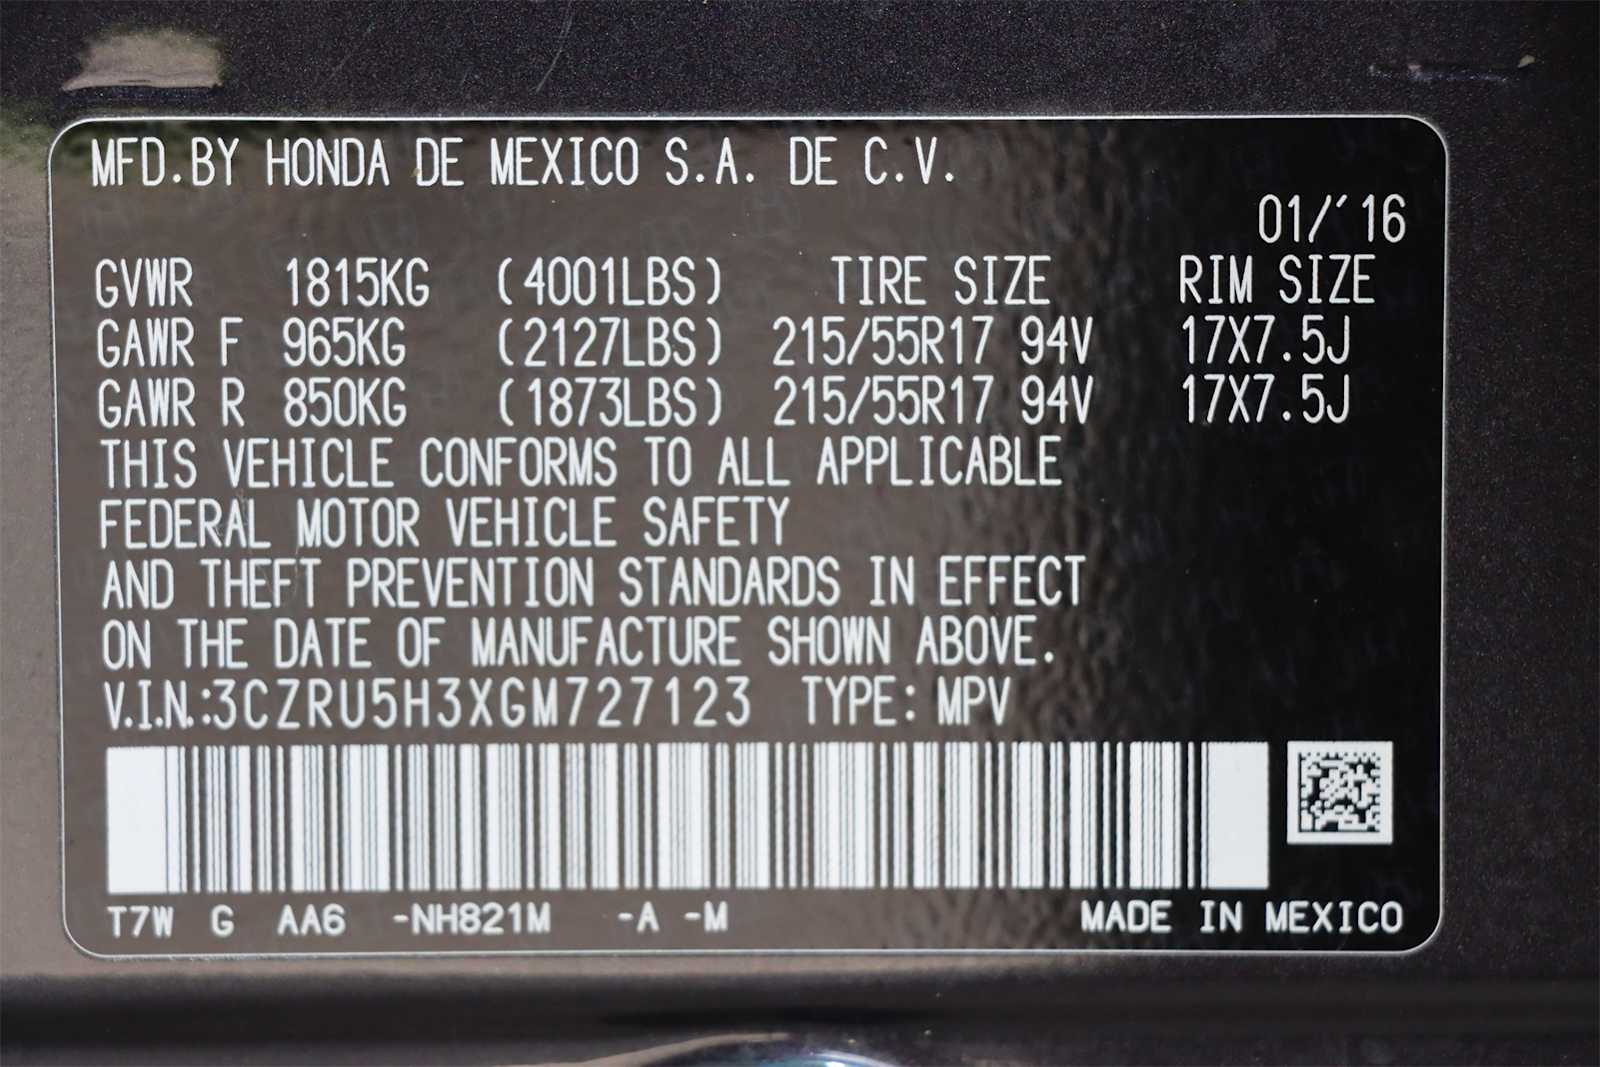 MFD.BY HONDA DE MEXICO S.A. DE C.V.
01/'16
GVWR 1815KG (4001LBS) TIRE SIZE RIM SIZE
GAWR F 965KG (2127LBS) 215/55R17 94V 17X7.5J
GAWR R 850KG (1873LBS) 215/55R17 94V 17X7.5J
THIS VEHICLE CONFORMS TO ALL APPLICABLE
FEDERAL MOTOR VEHICLE SAFETY
AND THEFT PREVENTION STANDARDS IN EFFECT
ON THE DATE OF MANUFACTURE SHOWN ABOVE.
V.I.N.:3CZRU5H3XGM727123 TYPE: MPV
T7W G AA6 -NH821M -A -M MADE IN MEXICO